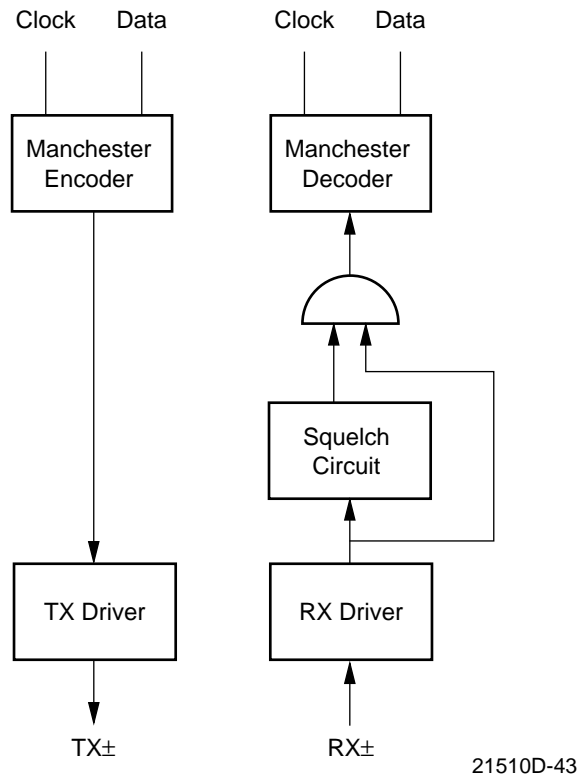 Clock Data Clock Data
Manchester
Encoder
Manchester
Decoder
Squelch
Circuit
TX Driver
RX Driver
TX±
RX±
21510D-43